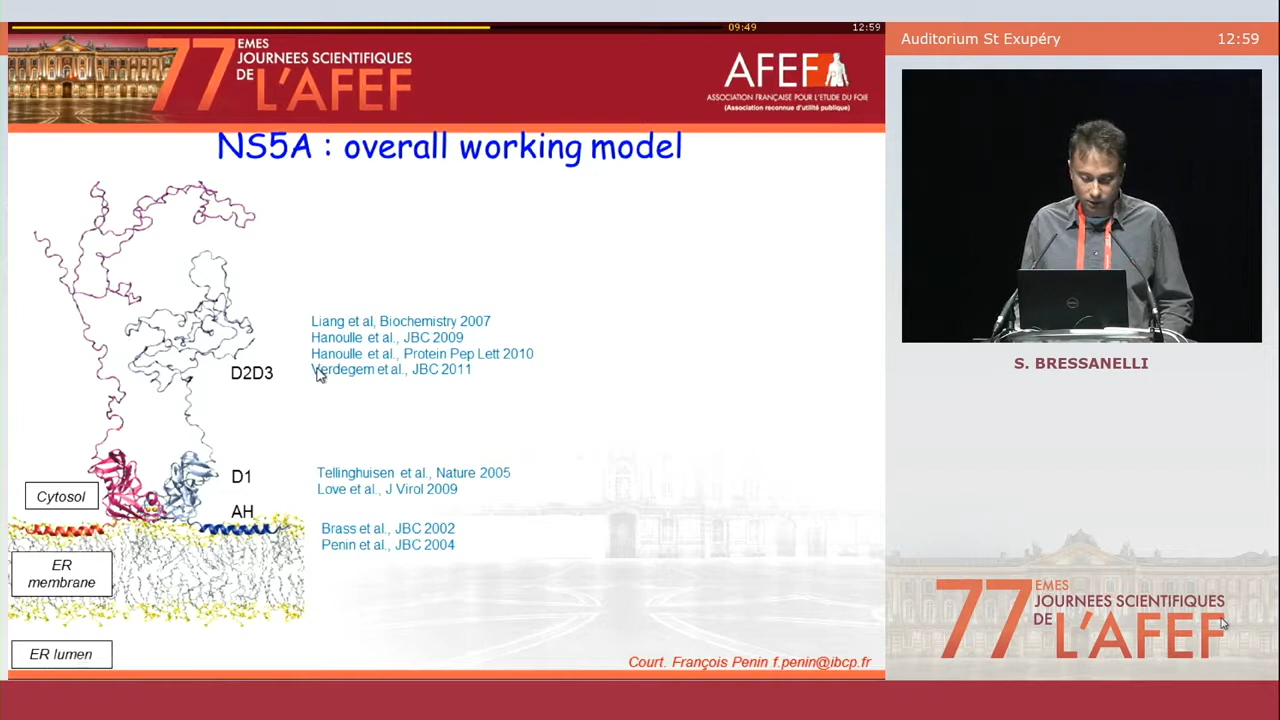 09:49
12:59
77
EMES
JOURNEES SCIENTIFIQUES
DE L'AFEF
AFEF
ASSOCIATION FRANÇAISE POUR L'ETUDE DU FOIE
(Association reconnue d'utilité publique)
NS5A : overall working model
Liang et al, Biochemistry 2007
Hanoulle et al., JBC 2009
Hanoulle et al., Protein Pep Lett 2010
Verdegem et al., JBC 2011
D2D3
D1
Tellinghuisen et al., Nature 2005
Love et al., J Virol 2009
Cytosol
AH
Brass et al., JBC 2002
Penin et al., JBC 2004
ER
membrane
ER lumen
Court. François Penin f.penin@ibcp.fr
Auditorium St Exupéry
12:59
S. BRESSANELLI
77
EMES
JOURNEES SCIENTIFIQUES
DE L'AFEF